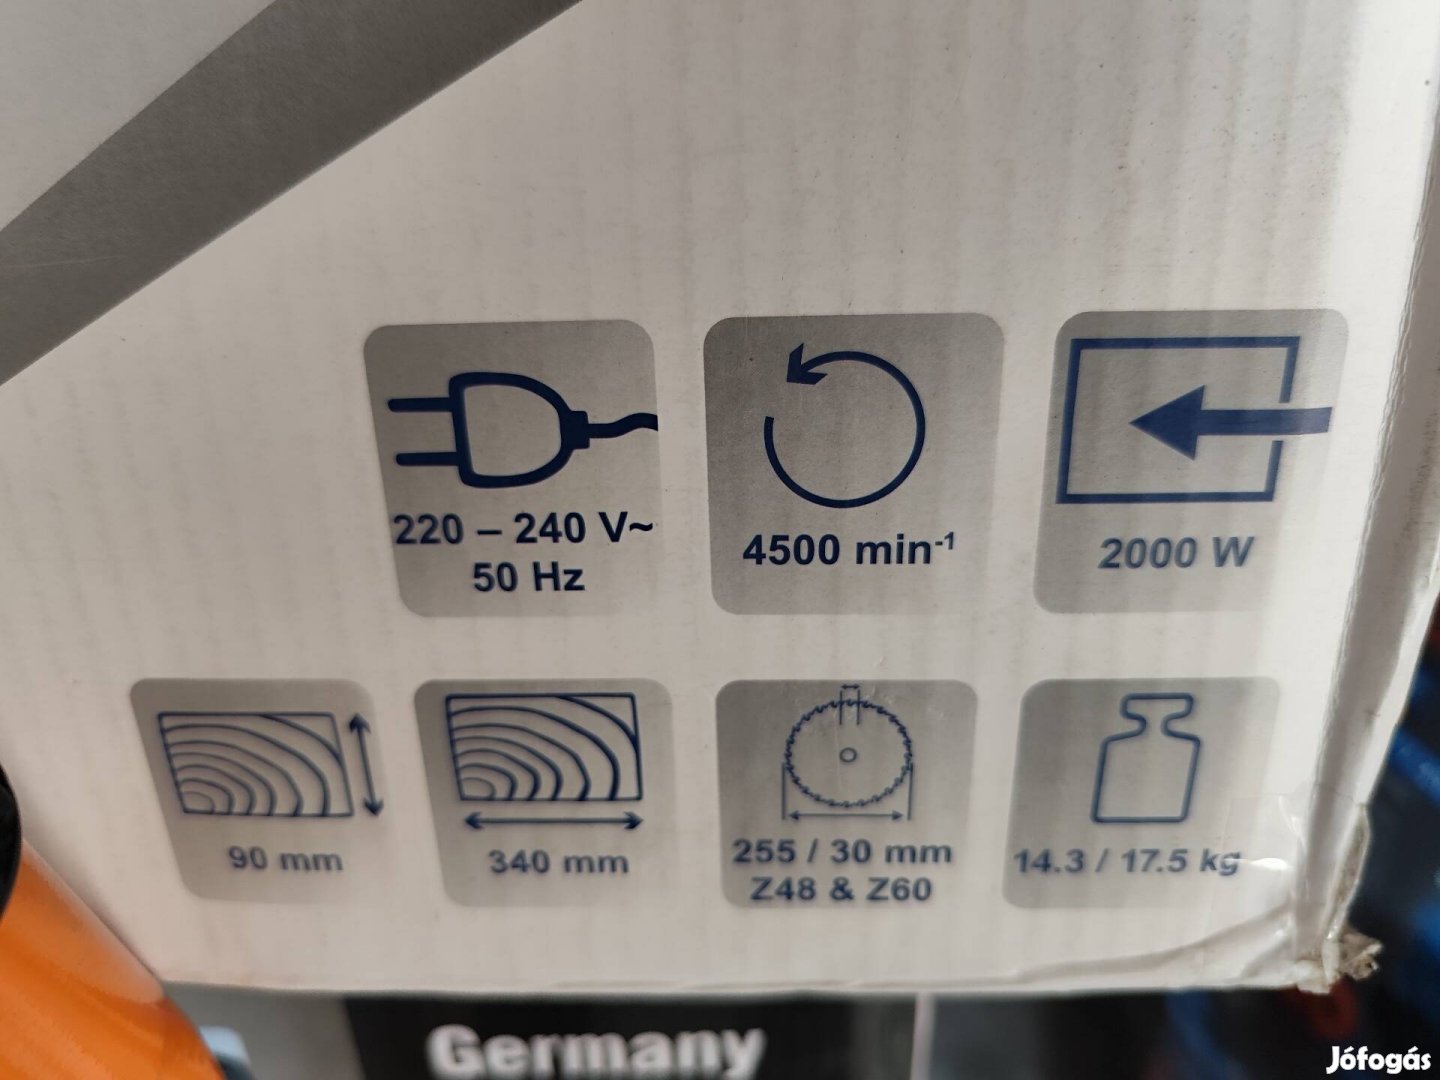 220 – 240 V~
50 Hz
4500 min⁻¹
2000 W
90 mm
340 mm
255 / 30 mm
Z48 & Z60
14.3 / 17.5 kg
Germany
Jófogás